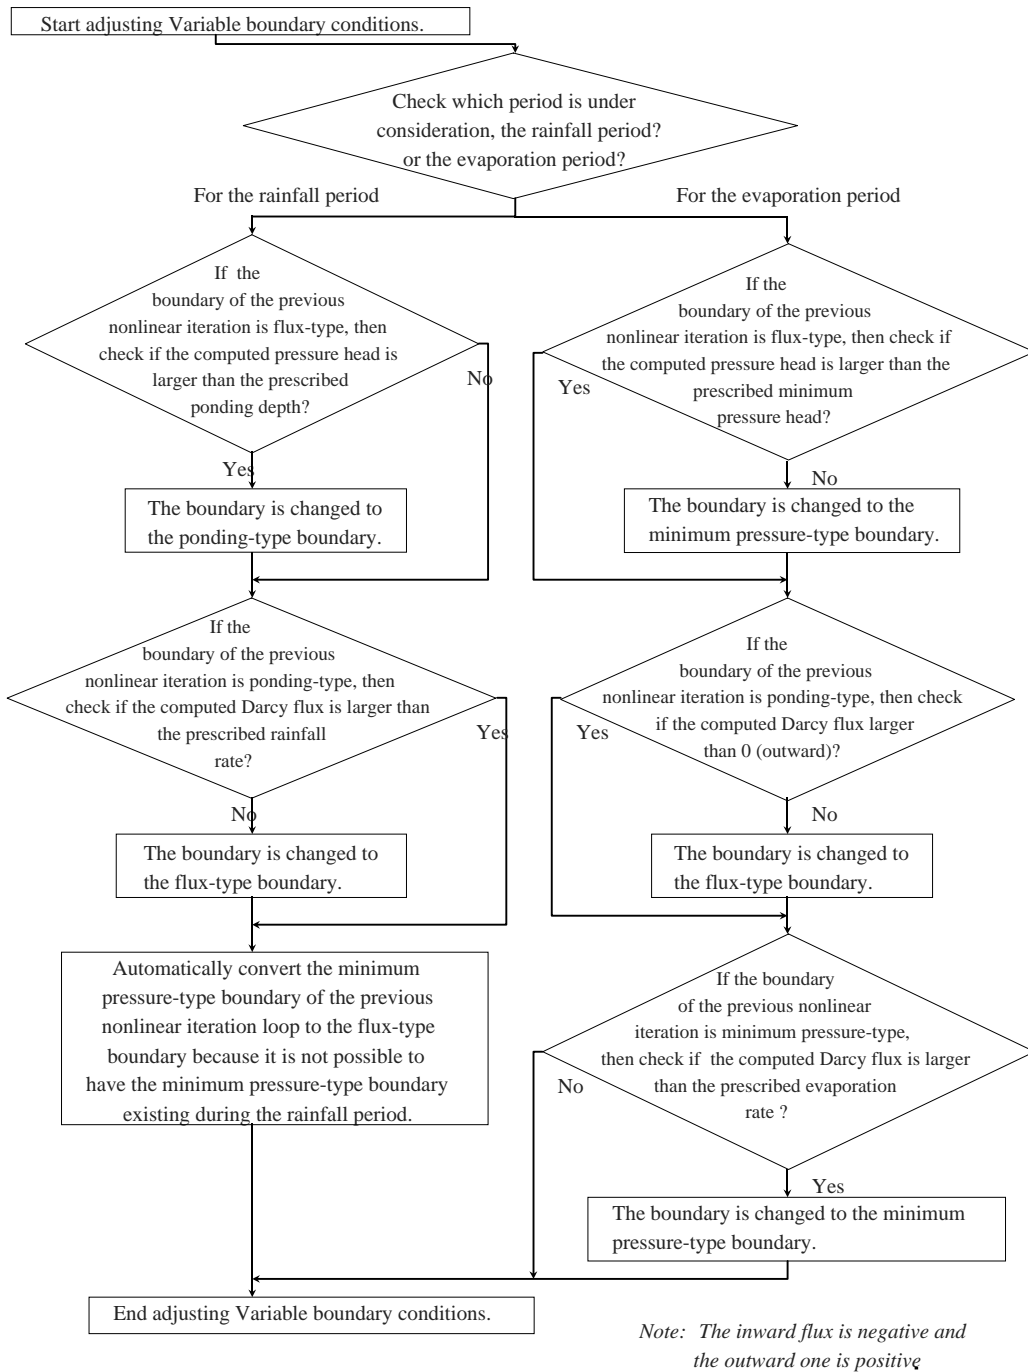 Start adjusting Variable boundary conditions.
Check which period is under
consideration, the rainfall period?
or the evaporation period?
For the rainfall period
For the evaporation period
If the
boundary of the previous
nonlinear iteration is flux-type, then
check if the computed pressure head is
larger than the prescribed
ponding depth?
No
Yes
The boundary is changed to
the ponding-type boundary.
If the
boundary of the previous
nonlinear iteration is ponding-type, then
check if the computed Darcy flux is larger than
the prescribed rainfall
rate?
Yes
No
The boundary is changed to
the flux-type boundary.
Automatically convert the minimum
pressure-type boundary of the previous
nonlinear iteration loop to the flux-type
boundary because it is not possible to
have the minimum pressure-type boundary
existing during the rainfall period.
If the
boundary of the previous
nonlinear iteration is flux-type, then check if
the computed pressure head is larger than the
prescribed minimum
pressure head?
Yes
No
The boundary is changed to the
minimum pressure-type boundary.
If the
boundary of the previous
nonlinear iteration is ponding-type, then check
if the computed Darcy flux larger
than 0 (outward)?
Yes
No
The boundary is changed to
the flux-type boundary.
If the boundary
of the previous nonlinear
iteration is minimum pressure-type,
then check if the computed Darcy flux is larger
than the prescribed evaporation
rate ?
No
Yes
The boundary is changed to the minimum
pressure-type boundary.
End adjusting Variable boundary conditions.
Note: The inward flux is negative and
the outward one is positive.